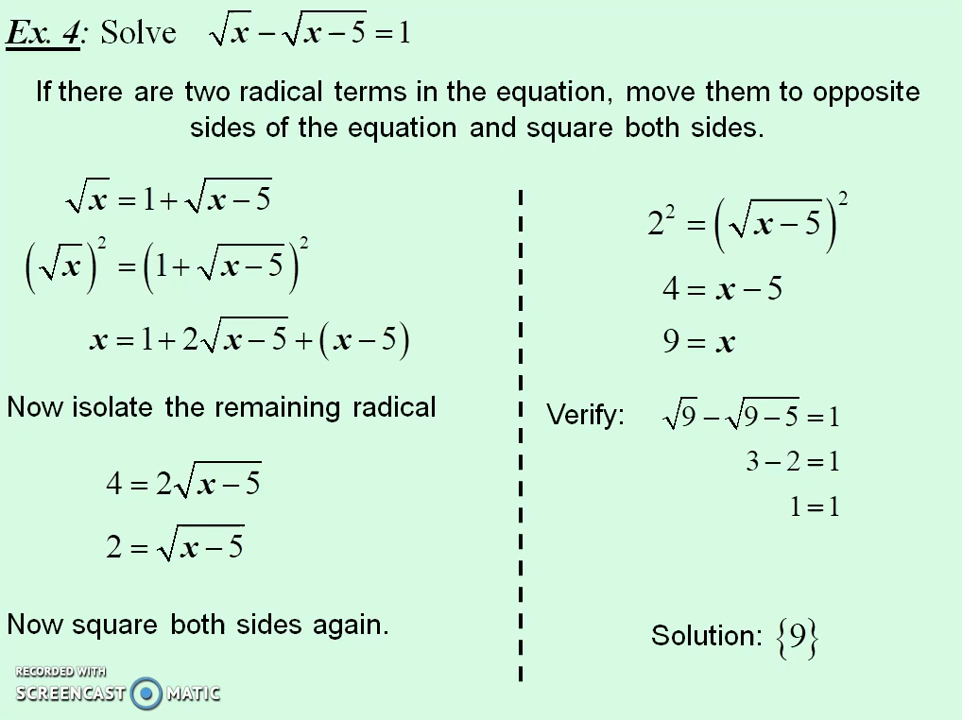 Ex. 4: Solve √x − √(x − 5) = 1
If there are two radical terms in the equation, move them to opposite
sides of the equation and square both sides.
√x = 1 + √(x − 5)
(√x)² = (1 + √(x − 5))²
x = 1 + 2√(x − 5) + (x − 5)
Now isolate the remaining radical
4 = 2√(x − 5)
2 = √(x − 5)
Now square both sides again.
2² = (√(x − 5))²
4 = x − 5
9 = x
Verify: √9 − √(9 − 5) = 1
3 − 2 = 1
1 = 1
Solution: {9}
RECORDED WITH
SCREENCAST MATIC